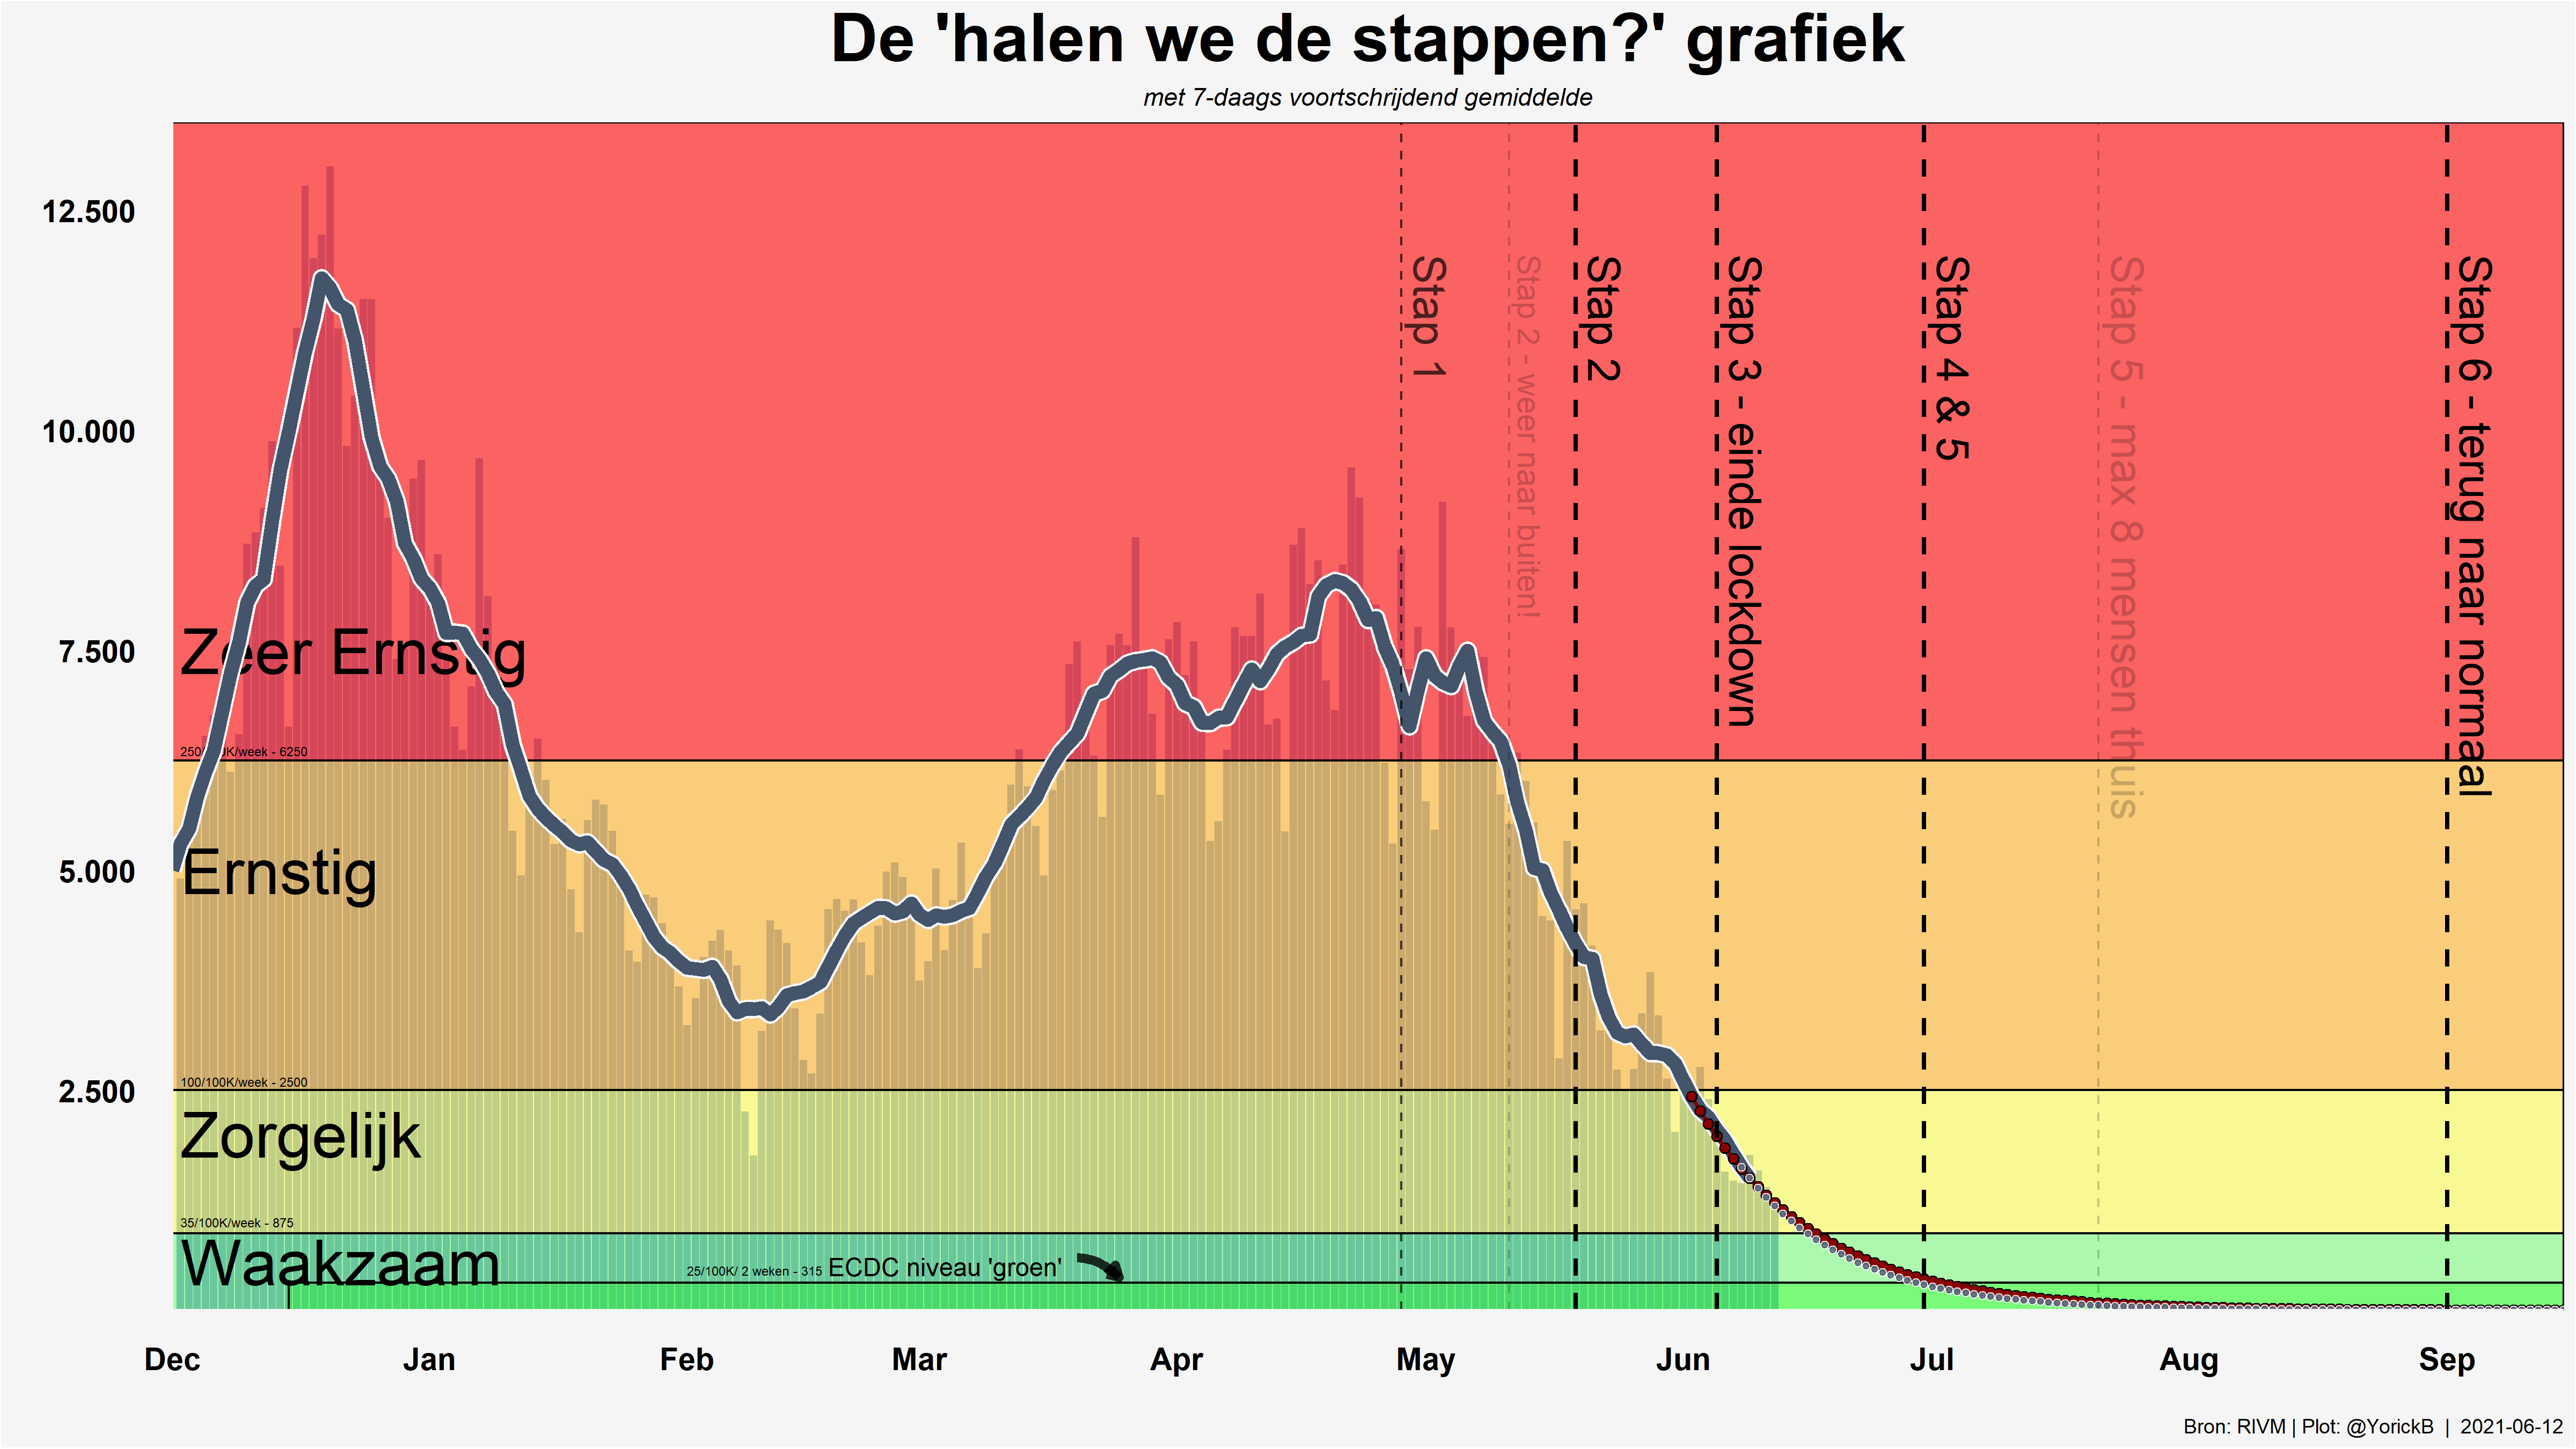 De 'halen we de stappen?' grafiek
met 7-daags voortschrijdend gemiddelde
12.500
10.000
7.500
5.000
2.500
Zeer Ernstig
250/100K/week - 6250
Ernstig
100/100K/week - 2500
Zorgelijk
35/100K/week - 875
Waakzaam
25/100K/ 2 weken - 315
ECDC niveau 'groen'
Stap 1
Stap 2 - weer naar buiten!
Stap 2
Stap 3 - einde lockdown
Stap 4 & 5
Stap 5 - max 8 mensen thuis
Stap 6 - terug naar normaal
Dec Jan Feb Mar Apr May Jun Jul Aug Sep
Bron: RIVM | Plot: @YorickB | 2021-06-12